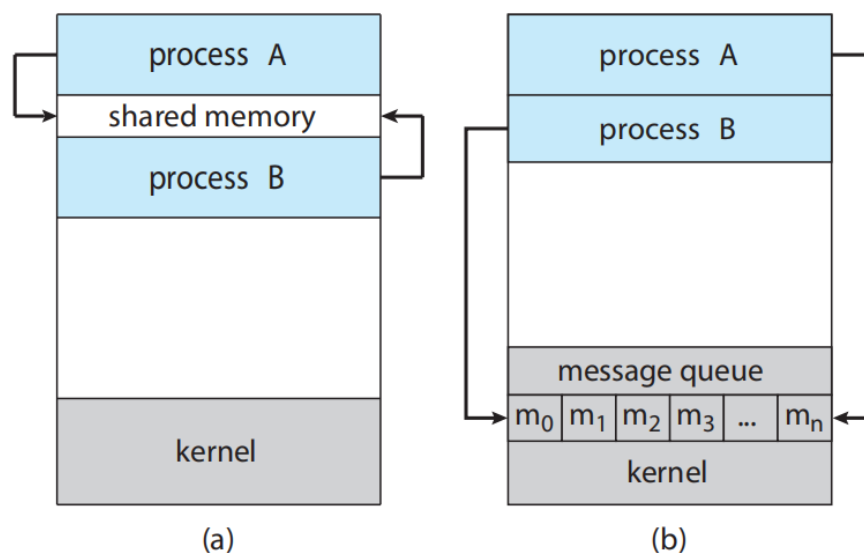 process A
shared memory
process B
kernel
(a)
process A
process B
message queue
m₀ m₁ m₂ m₃ ... mₙ
kernel
(b)